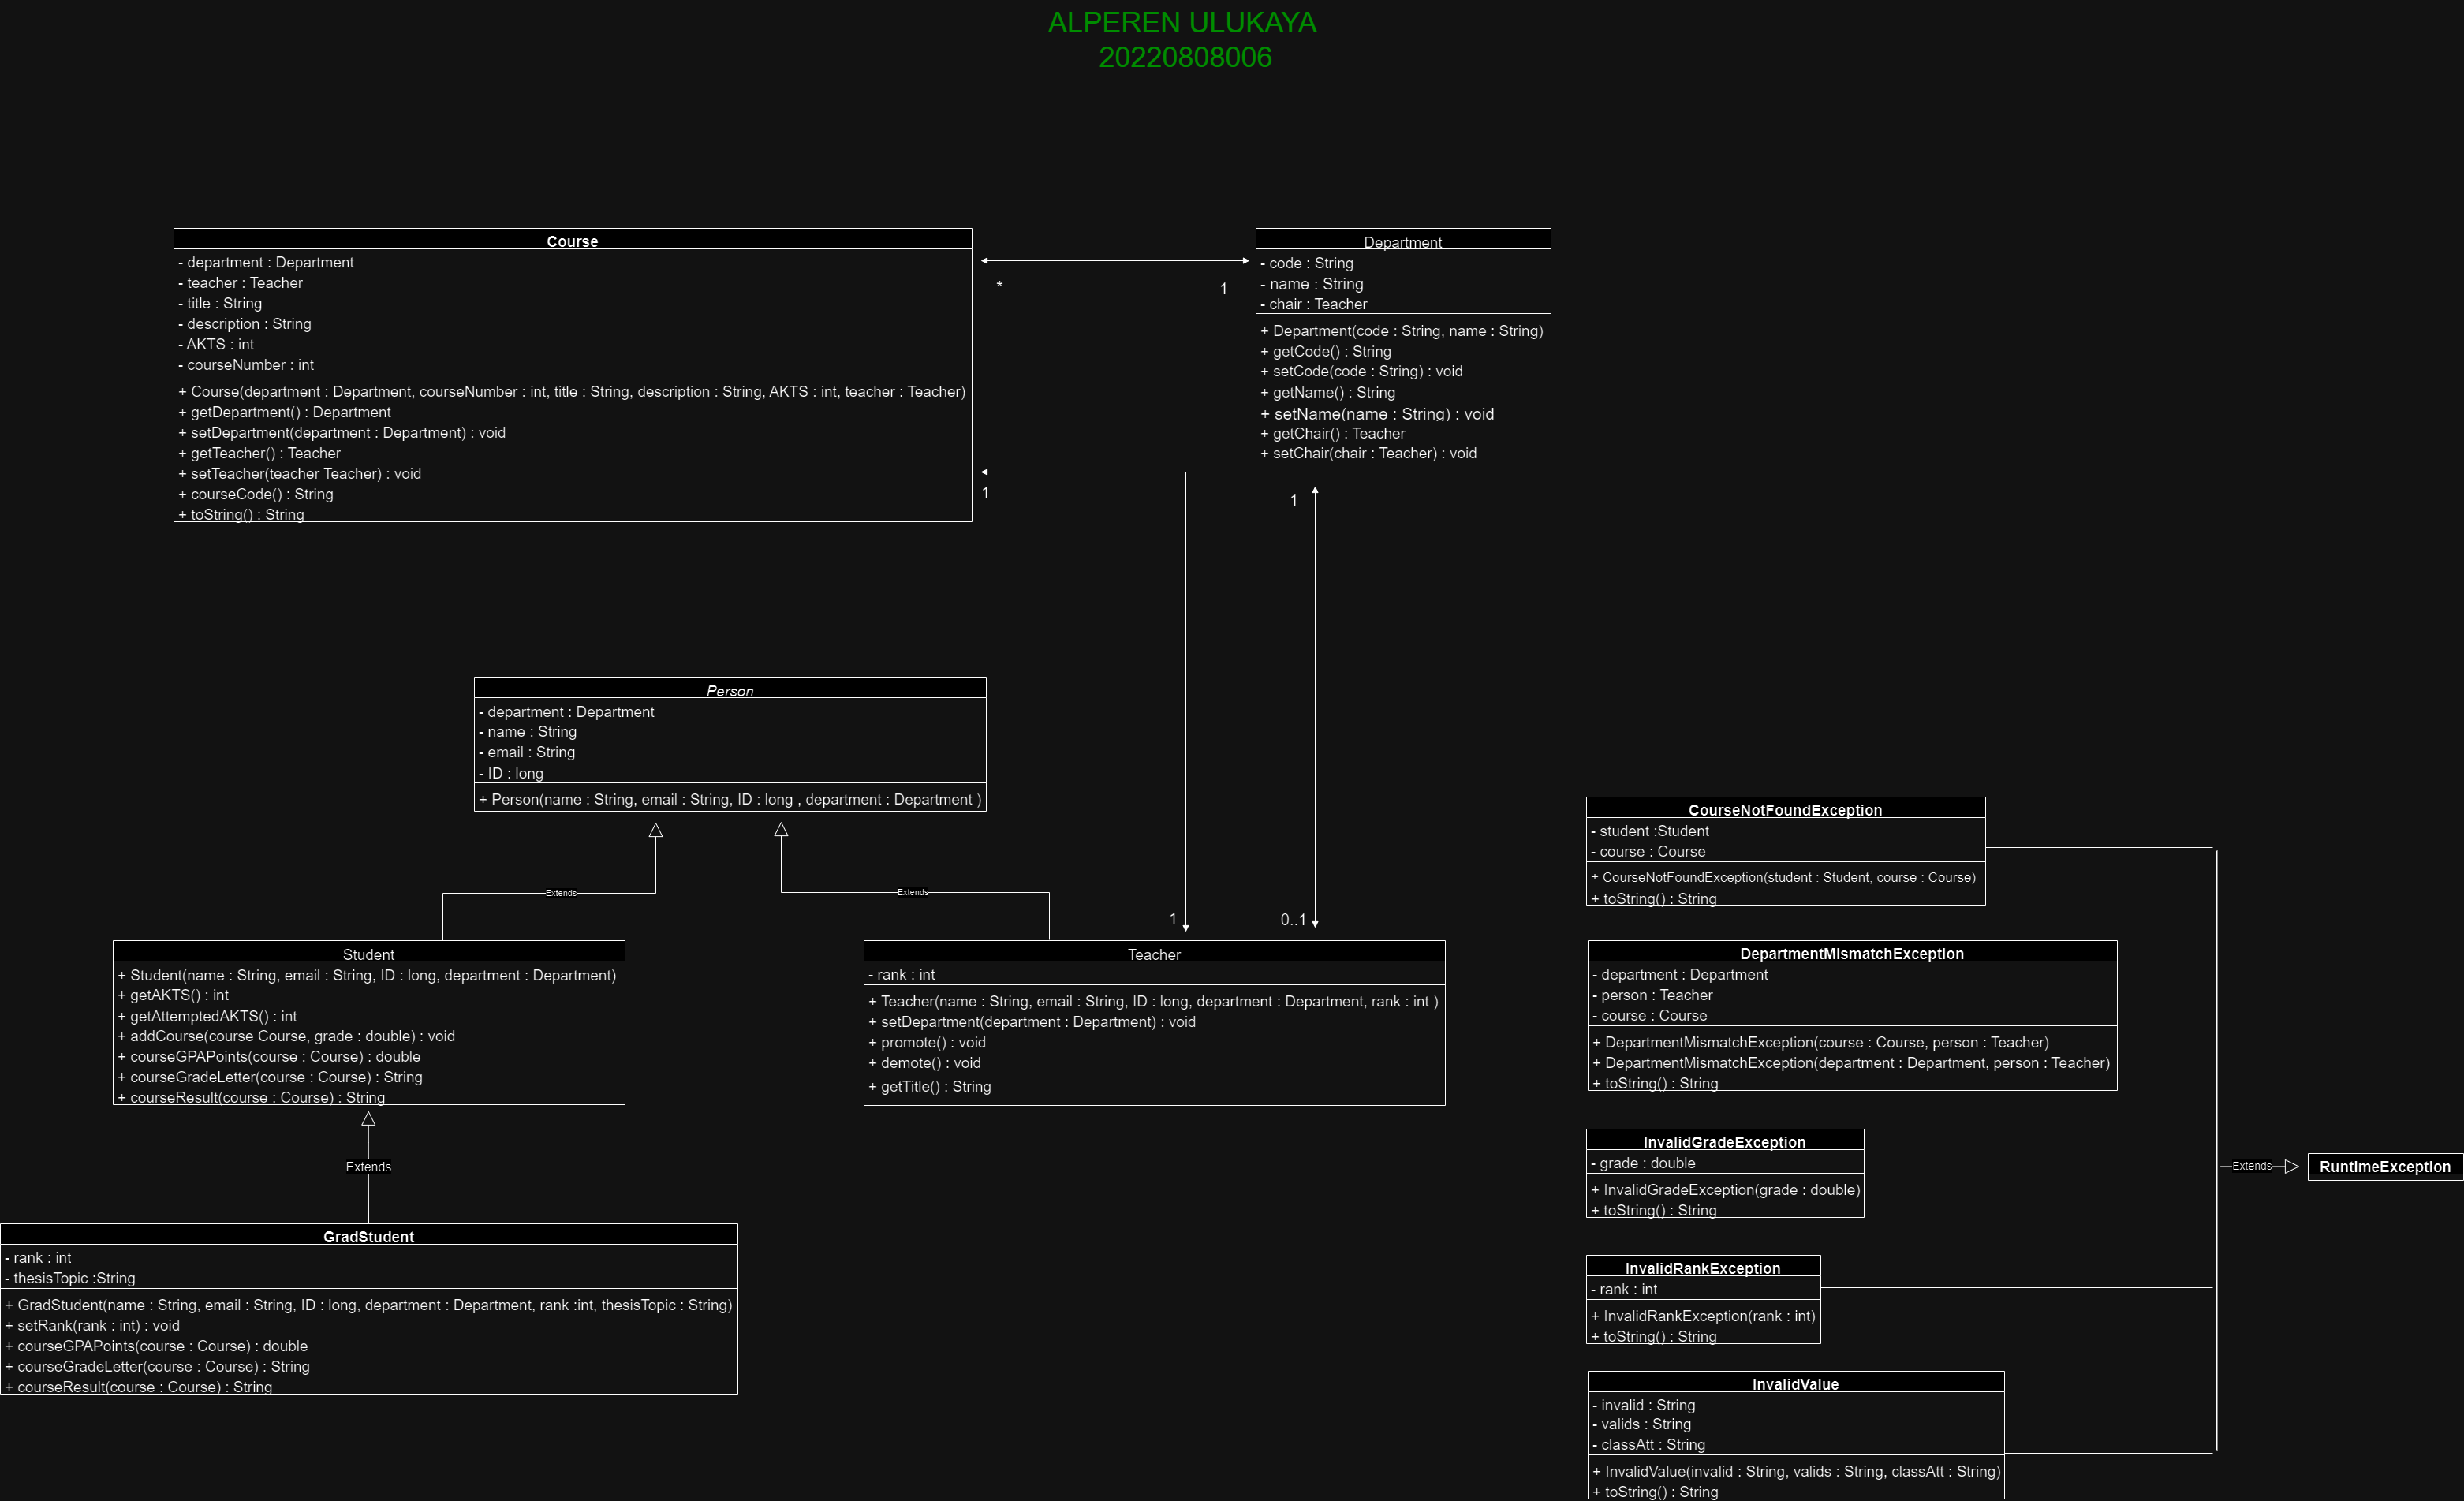 ALPEREN ULUKAYA
20220808006
Course
- department : Department
- teacher : Teacher
- title : String
- description : String
- AKTS : int
- courseNumber : int
+ Course(department : Department, courseNumber : int, title : String, description : String, AKTS : int, teacher : Teacher)
+ getDepartment() : Department
+ setDepartment(department : Department) : void
+ getTeacher() : Teacher
+ setTeacher(teacher Teacher) : void
+ courseCode() : String
+ toString() : String
*
1
Department
- code : String
- name : String
- chair : Teacher
+ Department(code : String, name : String)
+ getCode() : String
+ setCode(code : String) : void
+ getName() : String
+ setName(name : String) : void
+ getChair() : Teacher
+ setChair(chair : Teacher) : void
1
1
Person
- department : Department
- name : String
- email : String
- ID : long
+ Person(name : String, email : String, ID : long , department : Department )
Extends
Extends
1
0..1
Student
+ Student(name : String, email : String, ID : long, department : Department)
+ getAKTS() : int
+ getAttemptedAKTS() : int
+ addCourse(course Course, grade : double) : void
+ courseGPAPoints(course : Course) : double
+ courseGradeLetter(course : Course) : String
+ courseResult(course : Course) : String
Teacher
- rank : int
+ Teacher(name : String, email : String, ID : long, department : Department, rank : int )
+ setDepartment(department : Department) : void
+ promote() : void
+ demote() : void
+ getTitle() : String
Extends
GradStudent
- rank : int
- thesisTopic :String
+ GradStudent(name : String, email : String, ID : long, department : Department, rank :int, thesisTopic : String)
+ setRank(rank : int) : void
+ courseGPAPoints(course : Course) : double
+ courseGradeLetter(course : Course) : String
+ courseResult(course : Course) : String
CourseNotFoundException
- student :Student
- course : Course
+ CourseNotFoundException(student : Student, course : Course)
+ toString() : String
DepartmentMismatchException
- department : Department
- person : Teacher
- course : Course
+ DepartmentMismatchException(course : Course, person : Teacher)
+ DepartmentMismatchException(department : Department, person : Teacher)
+ toString() : String
InvalidGradeException
- grade : double
+ InvalidGradeException(grade : double)
+ toString() : String
Extends
RuntimeException
InvalidRankException
- rank : int
+ InvalidRankException(rank : int)
+ toString() : String
InvalidValue
- invalid : String
- valids : String
- classAtt : String
+ InvalidValue(invalid : String, valids : String, classAtt : String)
+ toString() : String